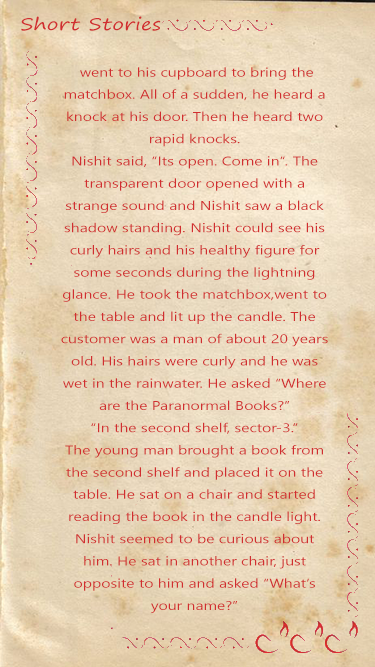 Short Stories
went to his cupboard to bring the
matchbox. All of a sudden, he heard a
knock at his door. Then he heard two
rapid knocks.
Nishit said, “Its open. Come in”. The
transparent door opened with a
strange sound and Nishit saw a black
shadow standing. Nishit could see his
curly hairs and his healthy figure for
some seconds during the lightning
glance. He took the matchbox,went to
the table and lit up the candle. The
customer was a man of about 20 years
old. His hairs were curly and he was
wet in the rainwater. He asked “Where
are the Paranormal Books?”
“In the second shelf, sector-3.”
The young man brought a book from
the second shelf and placed it on the
table. He sat on a chair and started
reading the book in the candle light.
Nishit seemed to be curious about
him. He sat in another chair, just
opposite to him and asked “What’s
your name?”